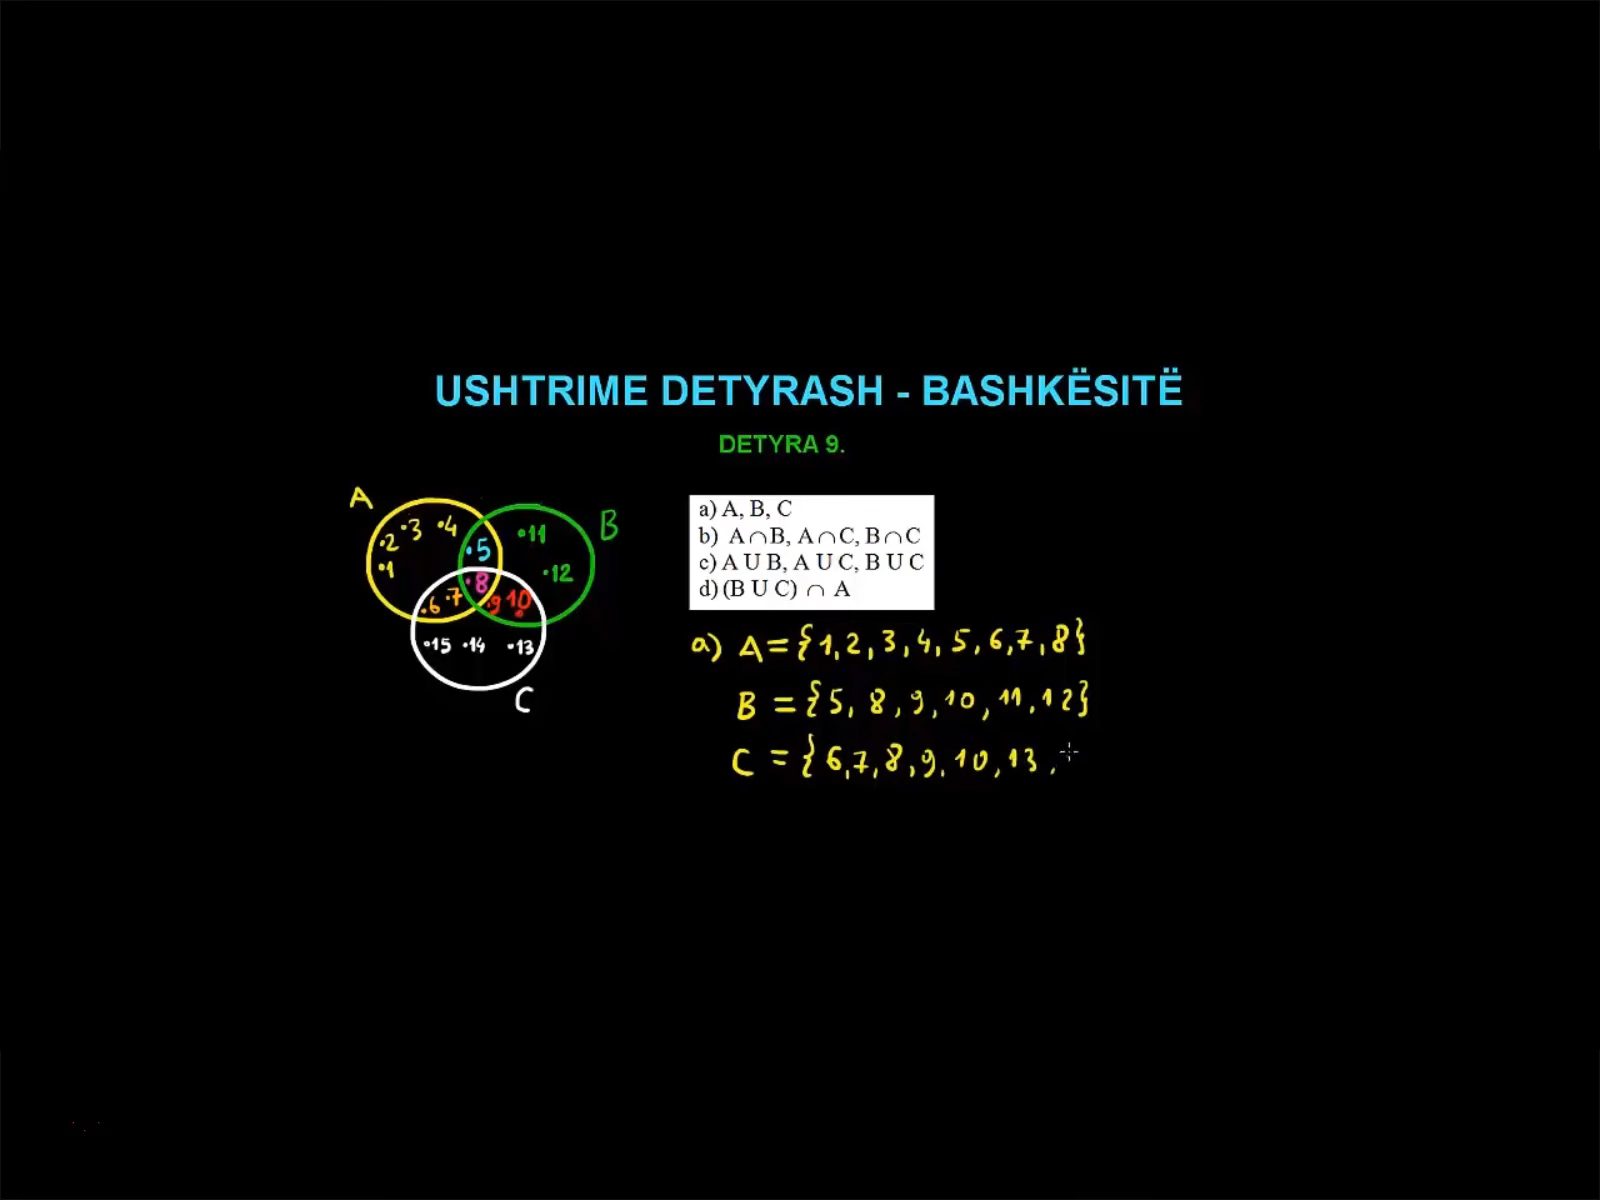 USHTRIME DETYRASH - BASHKËSITË
DETYRA 9.
A
B
•2 •3 •4
•1
•5
•11
•12
•8
•6 •7
•9 10
•15 •14 •13
C
a) A, B, C
b) A∩B, A∩C, B∩C
c) A U B, A U C, B U C
d) (B U C) ∩ A
a) A={1,2,3,4,5,6,7,8}
B ={5, 8,9,10,11,12}
C ={6,7,8,9,10,13,